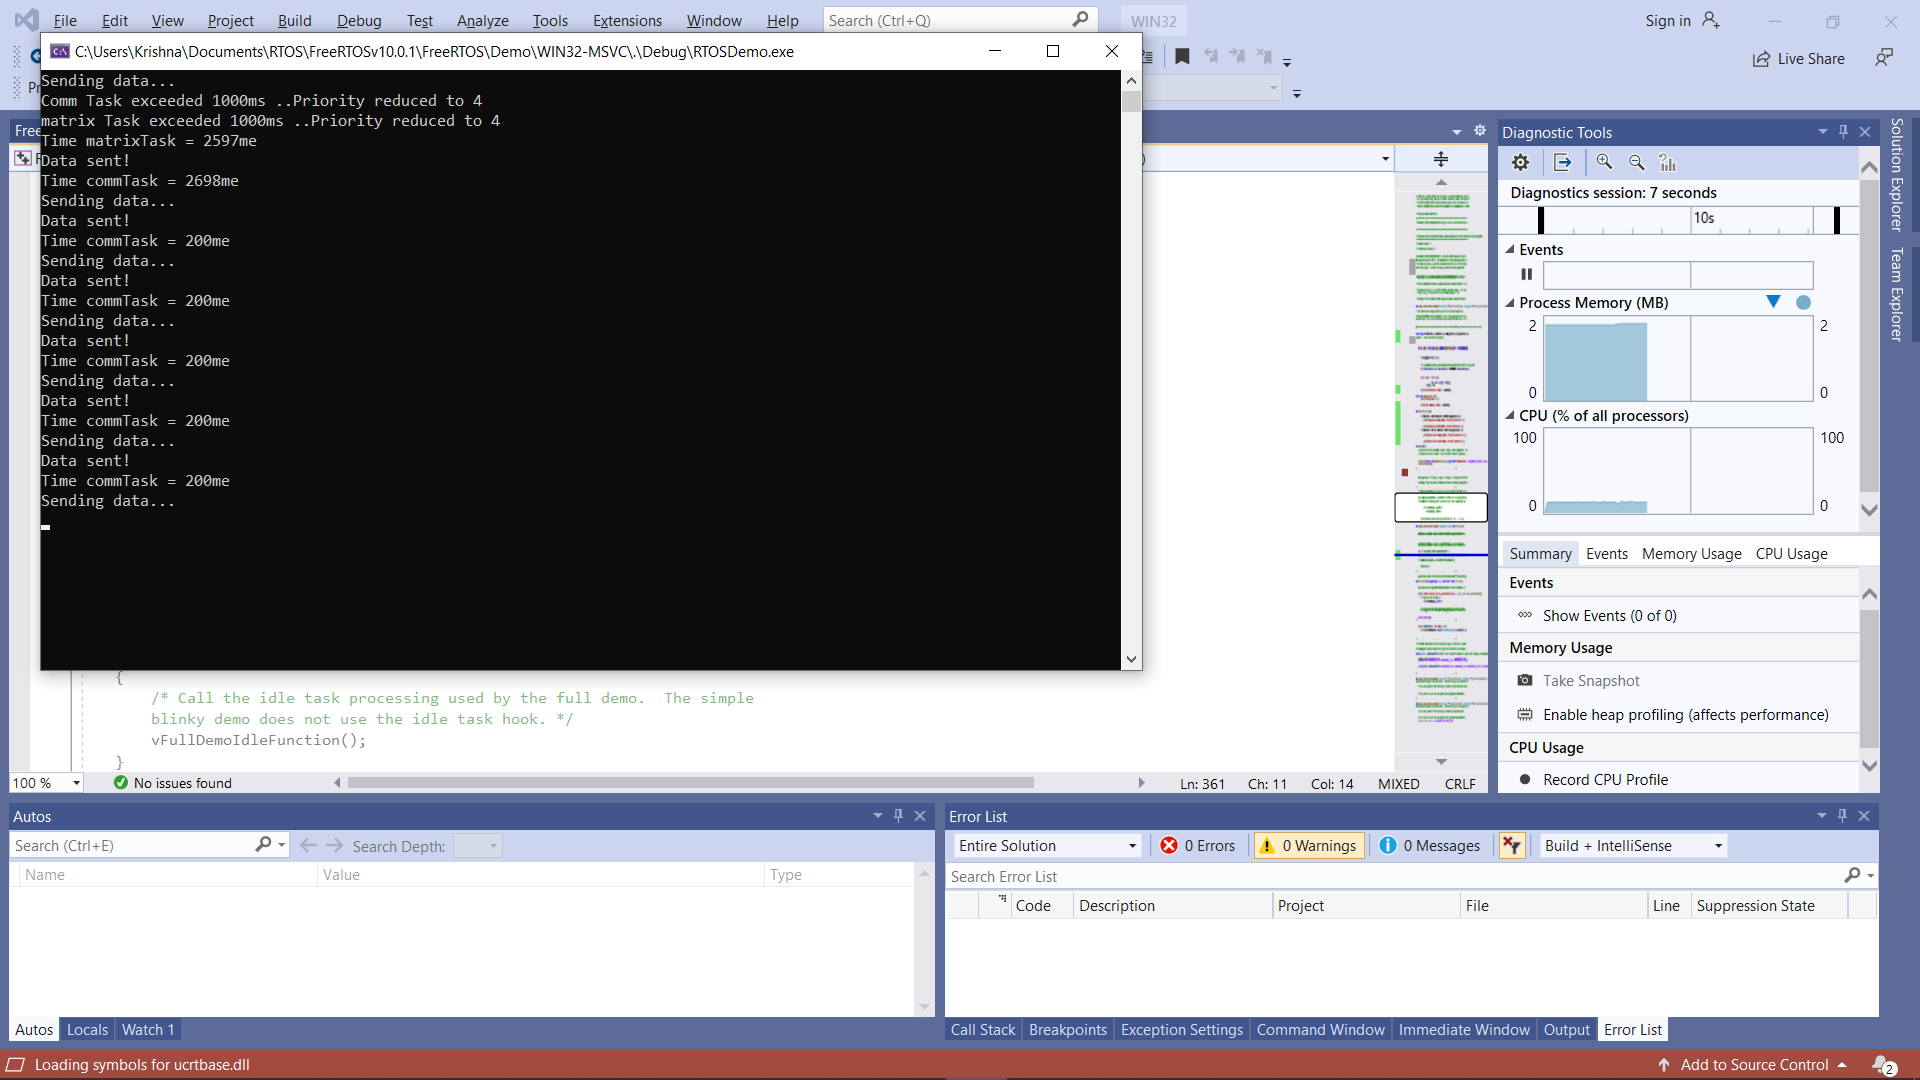 File Edit View Project Build Debug Test Analyze Tools Extensions Window Help Search (Ctrl+Q) WIN32 Sign in
C:\Users\Krishna\Documents\RTOS\FreeRTOSv10.0.1\FreeRTOS\Demo\WIN32-MSVC\.\Debug\RTOSDemo.exe
Live Share
Sending data...
Comm Task exceeded 1000ms ..Priority reduced to 4
matrix Task exceeded 1000ms ..Priority reduced to 4
Time matrixTask = 2597me
Data sent!
Time commTask = 2698me
Sending data...
Data sent!
Time commTask = 200me
Sending data...
Data sent!
Time commTask = 200me
Sending data...
Data sent!
Time commTask = 200me
Sending data...
Data sent!
Time commTask = 200me
Sending data...
Data sent!
Time commTask = 200me
Sending data...
Pr
Free
{
/* Call the idle task processing used by the full demo. The simple
blinky demo does not use the idle task hook. */
vFullDemoIdleFunction();
}
100 % No issues found Ln: 361 Ch: 11 Col: 14 MIXED CRLF
Diagnostic Tools
Diagnostics session: 7 seconds
10s
Events
Process Memory (MB)
2 2
0 0
CPU (% of all processors)
100 100
0 0
Summary Events Memory Usage CPU Usage
Events
Show Events (0 of 0)
Memory Usage
Take Snapshot
Enable heap profiling (affects performance)
CPU Usage
Record CPU Profile
Solution Explorer
Team Explorer
Autos
Search (Ctrl+E) Search Depth:
Name Value Type
Autos Locals Watch 1
Error List
Entire Solution 0 Errors 0 Warnings 0 Messages Build + IntelliSense
Search Error List
Code Description Project File Line Suppression State
Call Stack Breakpoints Exception Settings Command Window Immediate Window Output Error List
Loading symbols for ucrtbase.dll Add to Source Control 2